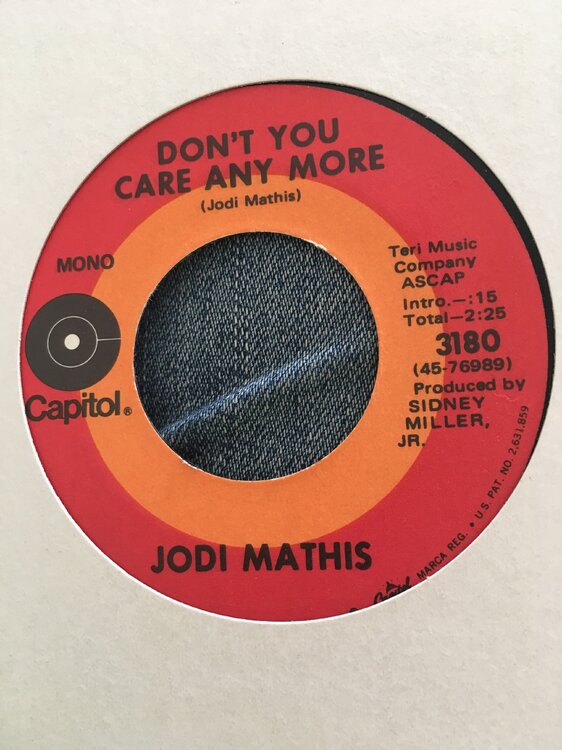 DON'T YOU
CARE ANY MORE
(Jodi Mathis)
MONO
Capitol®
Teri Music
Company
ASCAP
Intro.—:15
Total—2:25
3180
(45-76989)
Produced by
SIDNEY
MILLER,
JR.
JODI MATHIS
Capitol MARCA REG. • U.S. PAT. NO. 2,631,859